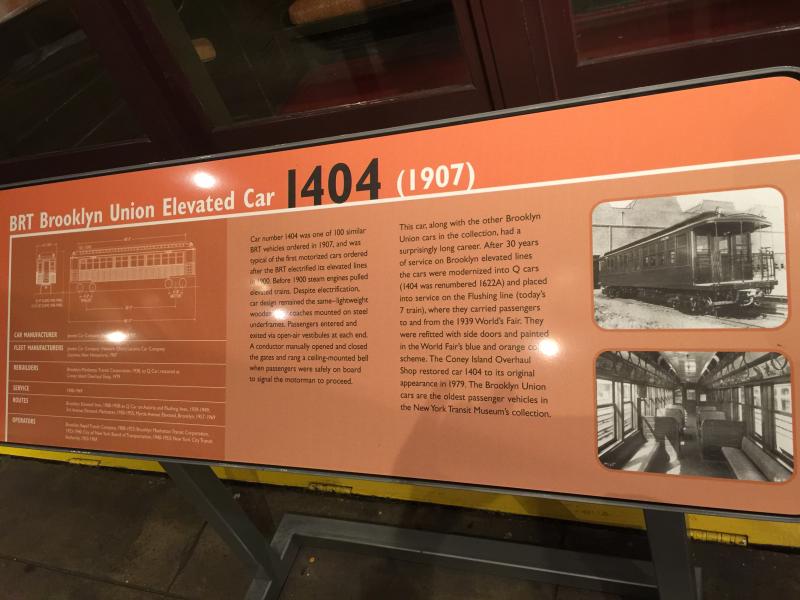 BRT Brooklyn Union Elevated Car 1404 (1907)
CAR MANUFACTURER
FLEET MANUFACTURERS
REBUILDERS
SERVICE
1908-1969
ROUTES
OPERATORS
Car number 1404 was one of 100 similar
BRT vehicles ordered in 1907, and was
typical of the first motorized cars ordered
after the BRT electrified its elevated lines
in 1900. Before 1900 steam engines pulled
elevated trains. Despite electrification,
car design remained the same–lightweight
coaches mounted on steel
underframes. Passengers entered and
exited via open-air vestibules at each end.
A conductor manually opened and closed
the gates and rang a ceiling-mounted bell
when passengers were safely on board
to signal the motorman to proceed.
This car, along with the other Brooklyn
Union cars in the collection, had a
surprisingly long career. After 30 years
of service on Brooklyn elevated lines
the cars were modernized into Q cars
(1404 was renumbered 1622A) and placed
into service on the Flushing line (today's
7 train), where they carried passengers
to and from the 1939 World's Fair. They
were refitted with side doors and painted
in the World Fair's blue and orange
scheme. The Coney Island Overhaul
Shop restored car 1404 to its original
appearance in 1979. The Brooklyn Union
cars are the oldest passenger vehicles in
the New York Transit Museum's collection.